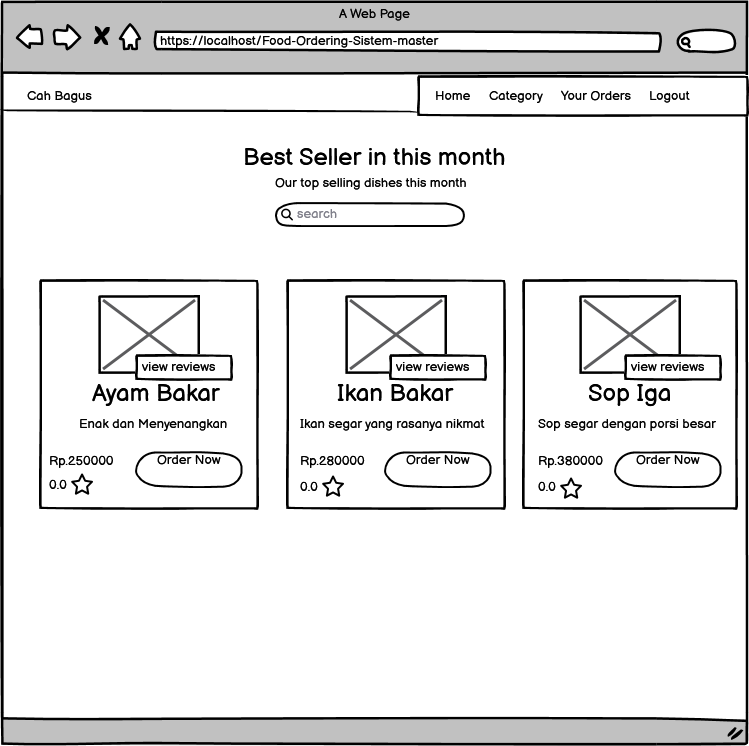 A Web Page
https://localhost/Food-Ordering-Sistem-master
Cah Bagus
Home Category Your Orders Logout
Best Seller in this month
Our top selling dishes this month
search
view reviews
Ayam Bakar
Enak dan Menyenangkan
Rp.250000
Order Now
0.0
view reviews
Ikan Bakar
Ikan segar yang rasanya nikmat
Rp.280000
Order Now
0.0
view reviews
Sop Iga
Sop segar dengan porsi besar
Rp.380000
Order Now
0.0